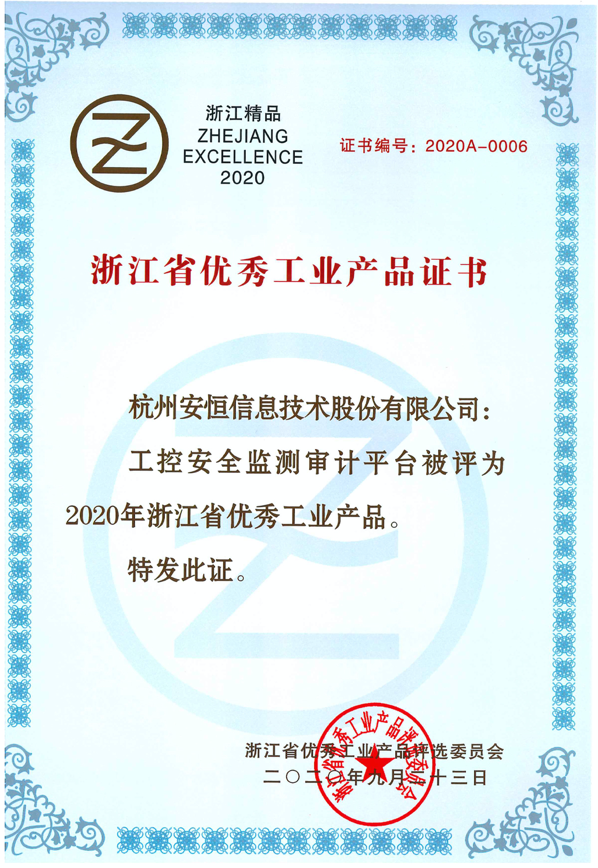 浙江精品
ZHEJIANG
EXCELLENCE
2020
证书编号：2020A-0006
浙江省优秀工业产品证书
杭州安恒信息技术股份有限公司：
工控安全监测审计平台被评为
2020年浙江省优秀工业产品。
特发此证。
浙江省优秀工业产品评选委员会
二〇二〇年九月二十三日
浙江省优秀工业产品评选委员会